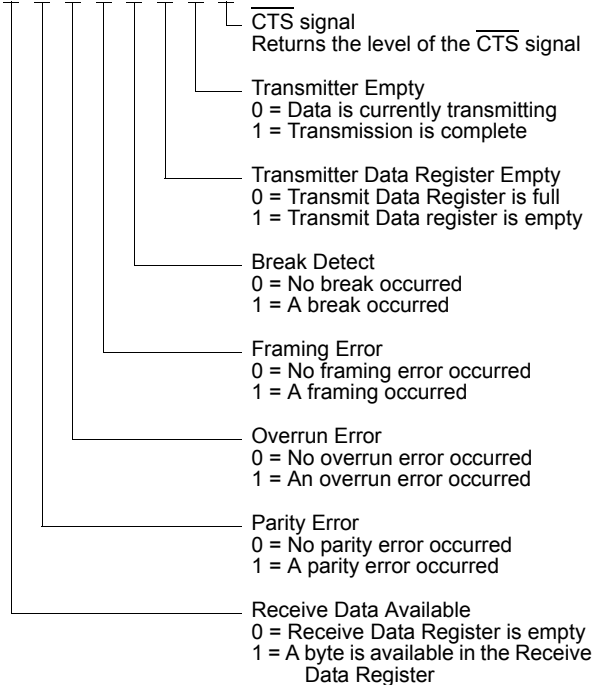 CTS signal
Returns the level of the CTS signal
Transmitter Empty
0 = Data is currently transmitting
1 = Transmission is complete
Transmitter Data Register Empty
0 = Transmit Data Register is full
1 = Transmit Data register is empty
Break Detect
0 = No break occurred
1 = A break occurred
Framing Error
0 = No framing error occurred
1 = A framing occurred
Overrun Error
0 = No overrun error occurred
1 = An overrun error occurred
Parity Error
0 = No parity error occurred
1 = A parity error occurred
Receive Data Available
0 = Receive Data Register is empty
1 = A byte is available in the Receive
Data Register